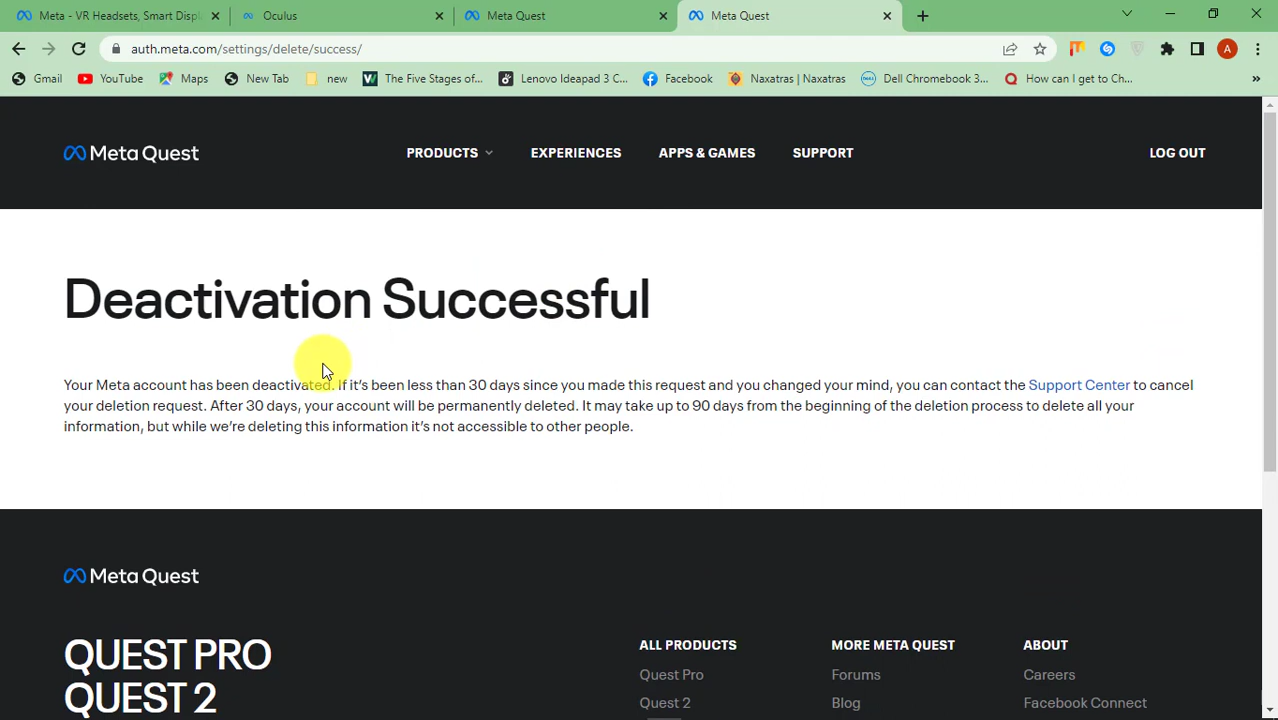 Meta - VR Headsets, Smart Displ
Oculus
Meta Quest
Meta Quest
auth.meta.com/settings/delete/success/
A
Gmail
YouTube
Maps
New Tab
new
The Five Stages of...
Lenovo Ideapad 3 C...
Facebook
Naxatras | Naxatras
Dell Chromebook 3...
How can I get to Ch...
Meta Quest
PRODUCTS
EXPERIENCES
APPS & GAMES
SUPPORT
LOG OUT
Deactivation Successful
Your Meta account has been deactivated. If it's been less than 30 days since you made this request and you changed your mind, you can contact the Support Center to cancel
your deletion request. After 30 days, your account will be permanently deleted. It may take up to 90 days from the beginning of the deletion process to delete all your
information, but while we're deleting this information it's not accessible to other people.
Meta Quest
QUEST PRO
QUEST 2
ALL PRODUCTS
Quest Pro
Quest 2
MORE META QUEST
Forums
Blog
ABOUT
Careers
Facebook Connect